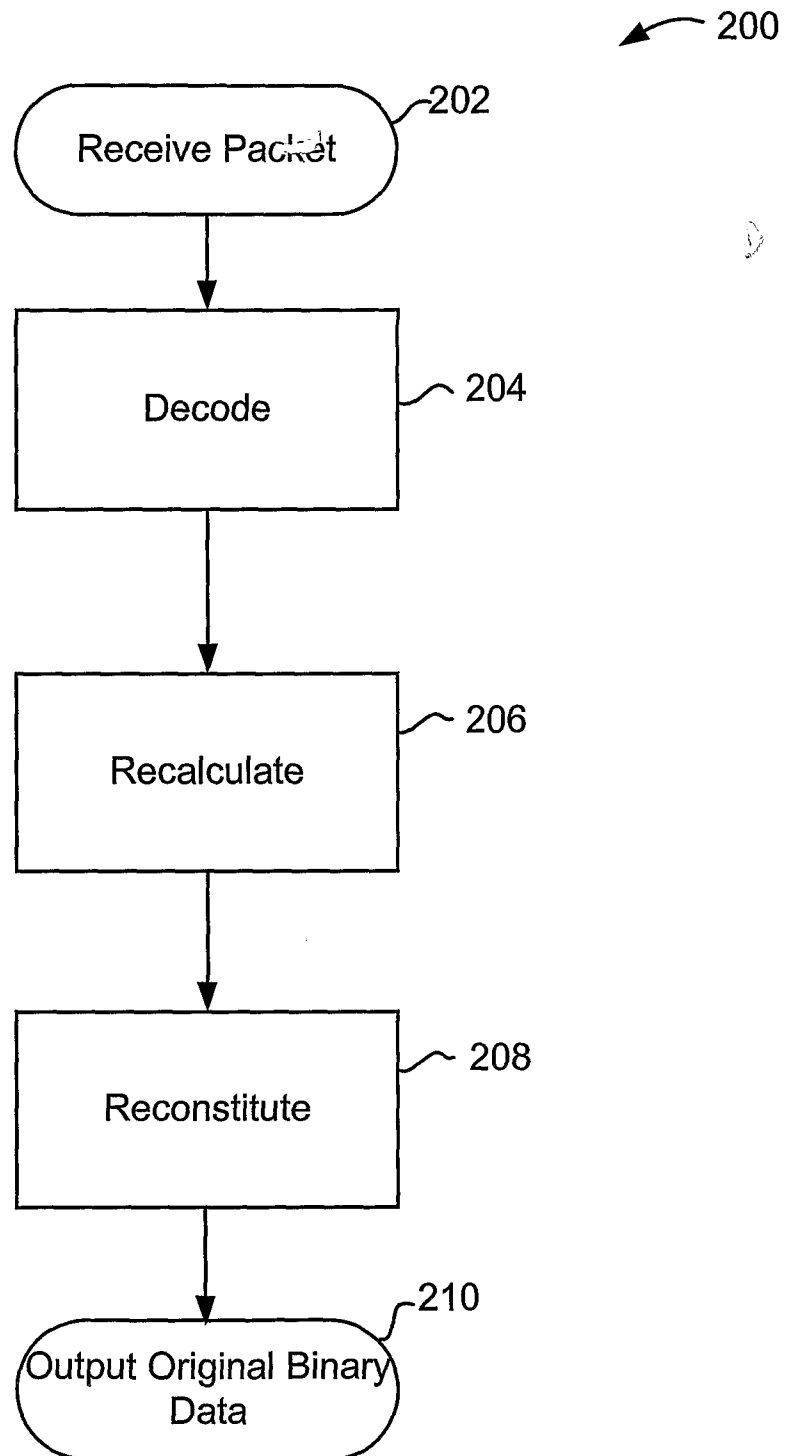 200
202
Receive Packet
Decode
204
206
Recalculate
208
Reconstitute
210
Output Original Binary
Data